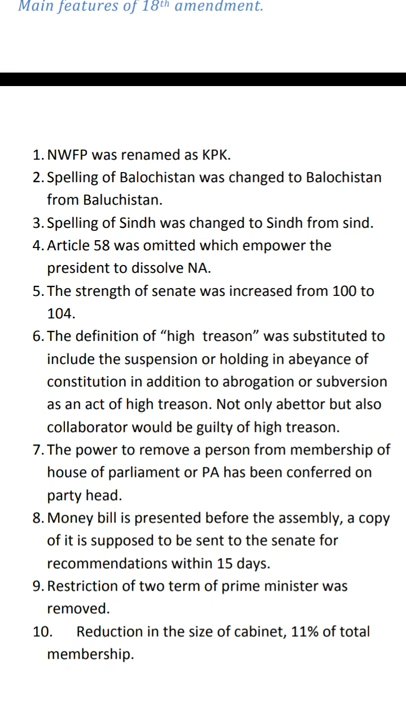 Main features of 18th amendment.
1. NWFP was renamed as KPK.
2. Spelling of Balochistan was changed to Balochistan
from Baluchistan.
3. Spelling of Sindh was changed to Sindh from sind.
4. Article 58 was omitted which empower the
president to dissolve NA.
5. The strength of senate was increased from 100 to
104.
6. The definition of “high treason” was substituted to
include the suspension or holding in abeyance of
constitution in addition to abrogation or subversion
as an act of high treason. Not only abettor but also
collaborator would be guilty of high treason.
7. The power to remove a person from membership of
house of parliament or PA has been conferred on
party head.
8. Money bill is presented before the assembly, a copy
of it is supposed to be sent to the senate for
recommendations within 15 days.
9. Restriction of two term of prime minister was
removed.
10. Reduction in the size of cabinet, 11% of total
membership.